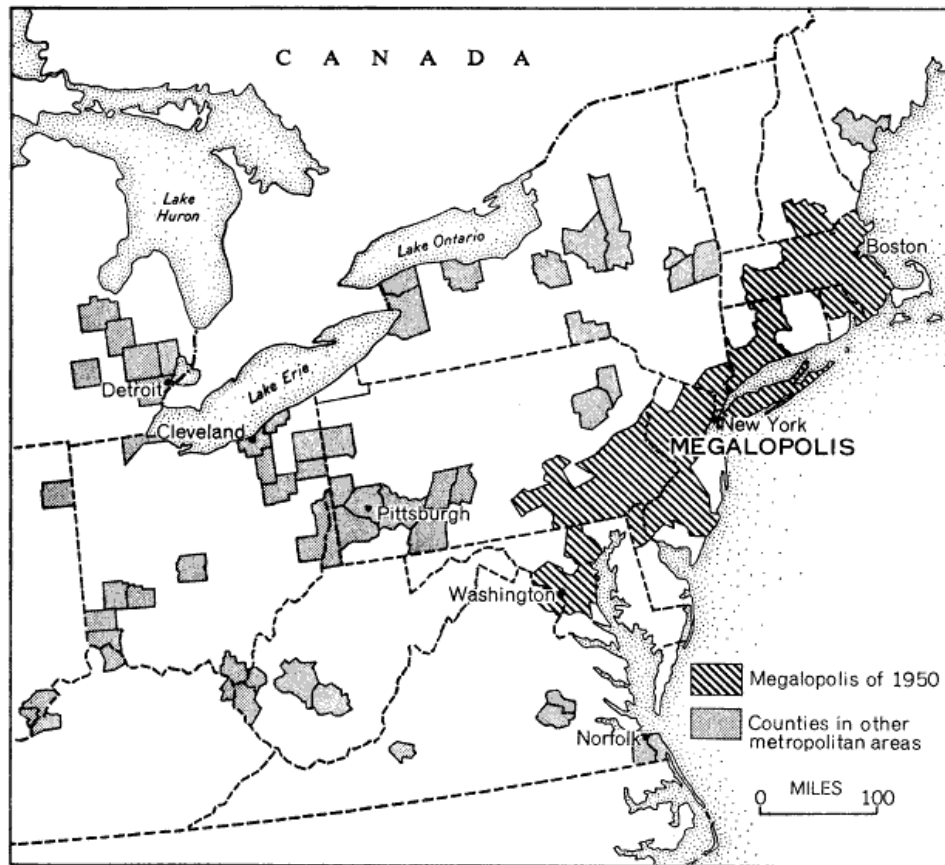 C A N A D A
Lake
Huron
Lake Ontario
Boston
Detroit
Lake Erie
Cleveland
New York
MEGALOPOLIS
Pittsburgh
Washington
Megalopolis of 1950
Counties in other
metropolitan areas
Norfolk
MILES
0 100